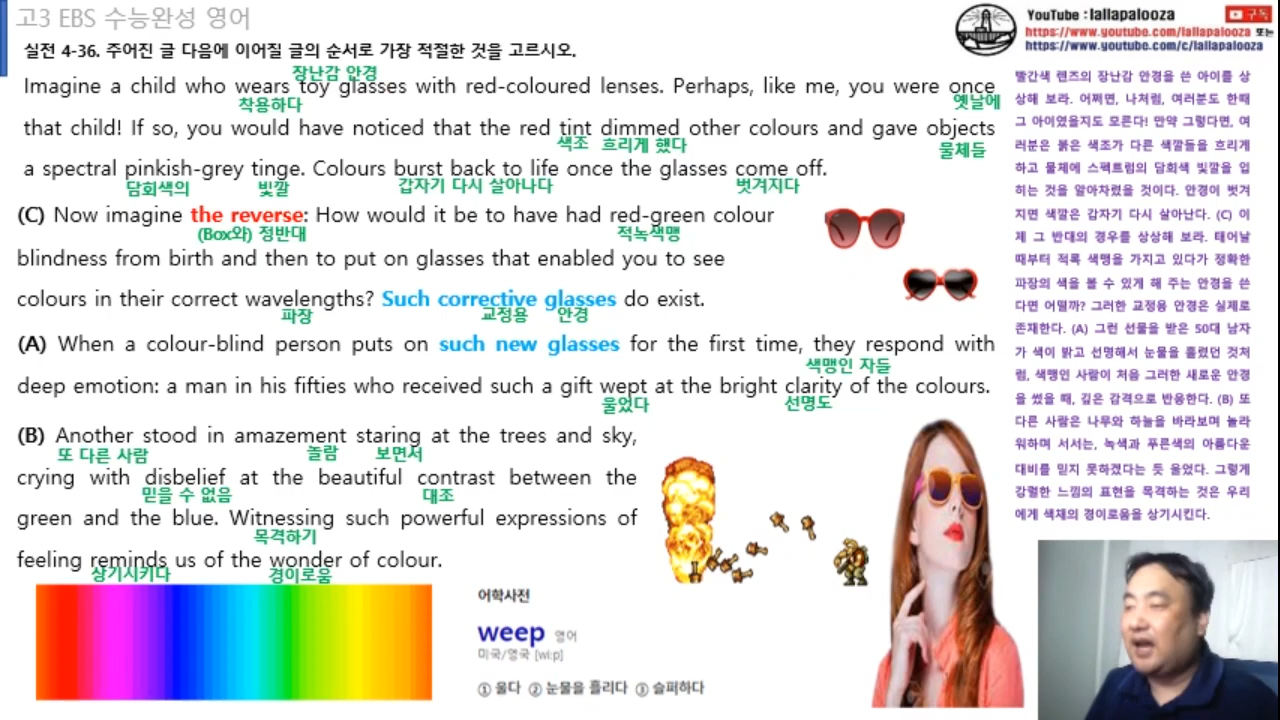 고3 EBS 수능완성 영어
YouTube : lallapalooza
구독
https://www.youtube.com/lallapalooza 또는
https://www.youtube.com/c/lallapalooza
실전 4-36. 주어진 글 다음에 이어질 글의 순서로 가장 적절한 것을 고르시오.
장난감 안경
Imagine a child who wears toy glasses with red-coloured lenses. Perhaps, like me, you were once
착용하다 옛날에
that child! If so, you would have noticed that the red tint dimmed other colours and gave objects
색조 흐리게 했다 물체들
a spectral pinkish-grey tinge. Colours burst back to life once the glasses come off.
담회색의 빛깔 갑자기 다시 살아나다 벗겨지다
(C) Now imagine the reverse: How would it be to have had red-green colour
(Box와) 정반대 적녹색맹
blindness from birth and then to put on glasses that enabled you to see
colours in their correct wavelengths? Such corrective glasses do exist.
파장 교정용 안경
(A) When a colour-blind person puts on such new glasses for the first time, they respond with
색맹인 자들
deep emotion: a man in his fifties who received such a gift wept at the bright clarity of the colours.
울었다 선명도
(B) Another stood in amazement staring at the trees and sky,
또 다른 사람 놀람 보면서
crying with disbelief at the beautiful contrast between the
믿을 수 없음 대조
green and the blue. Witnessing such powerful expressions of
목격하기
feeling reminds us of the wonder of colour.
상기시키다 경이로움
어학사전
weep 영어
미국/영국 [wi:p]
① 울다 ② 눈물을 흘리다 ③ 슬퍼하다
빨간색 렌즈의 장난감 안경을 쓴 아이를 상
상해 보라. 어쩌면, 나처럼, 여러분도 한때
그 아이였을지도 모른다! 만약 그렇다면, 여
러분은 붉은 색조가 다른 색깔들을 흐리게
하고 물체에 스펙트럼의 담회색 빛깔을 입
히는 것을 알아차렸을 것이다. 안경이 벗겨
지면 색깔은 갑자기 다시 살아난다. (C) 이
제 그 반대의 경우를 상상해 보라. 태어날
때부터 적록 색맹을 가지고 있다가 정확한
파장의 색을 볼 수 있게 해 주는 안경을 쓴
다면 어떨까? 그러한 교정용 안경은 실제로
존재한다. (A) 그런 선물을 받은 50대 남자
가 색이 밝고 선명해서 눈물을 흘렸던 것처
럼, 색맹인 사람이 처음 그러한 새로운 안경
을 썼을 때, 깊은 감격으로 반응한다. (B) 또
다른 사람은 나무와 하늘을 바라보며 놀라
워하며 서서는, 녹색과 푸른색의 아름다운
대비를 믿지 못하겠다는 듯 울었다. 그렇게
강렬한 느낌의 표현을 목격하는 것은 우리
에게 색채의 경이로움을 상기시킨다.